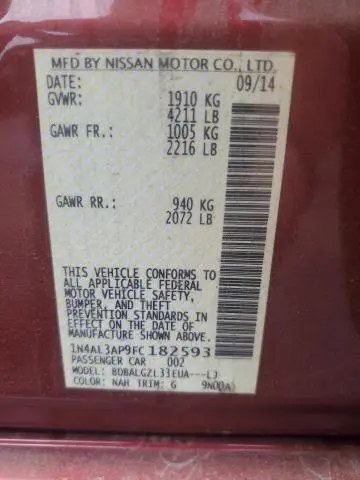 MFD BY NISSAN MOTOR CO., LTD.
DATE: 09/14
GVWR: 1910 KG
4211 LB
GAWR FR.: 1005 KG
2216 LB
GAWR RR.: 940 KG
2072 LB
THIS VEHICLE CONFORMS TO
ALL APPLICABLE FEDERAL
MOTOR VEHICLE SAFETY,
BUMPER, AND THEFT
PREVENTION STANDARDS IN
EFFECT ON THE DATE OF
MANUFACTURE SHOWN ABOVE.
1N4AL3AP9FC182593
PASSENGER CAR 002
MODEL: BDBALGZL33EUA---LJ
COLOR: NAH TRIM: G 9N00A